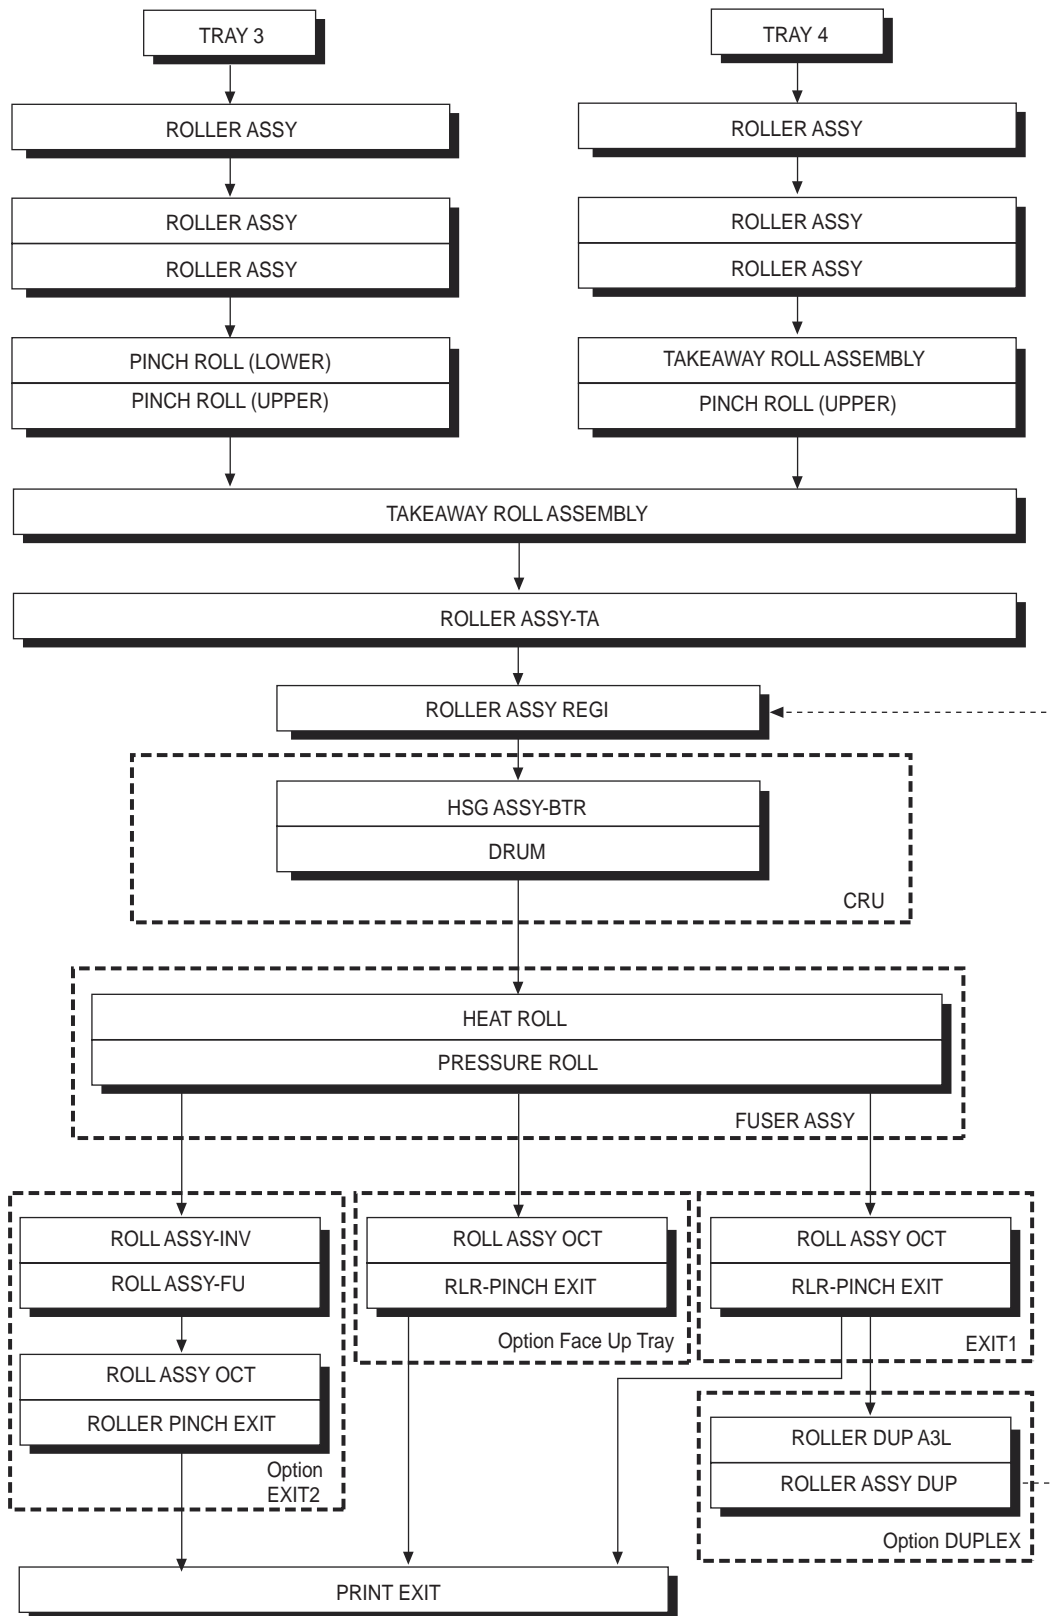 TRAY 3
TRAY 4
ROLLER ASSY
ROLLER ASSY
ROLLER ASSY
ROLLER ASSY
ROLLER ASSY
ROLLER ASSY
PINCH ROLL (LOWER)
TAKEAWAY ROLL ASSEMBLY
PINCH ROLL (UPPER)
PINCH ROLL (UPPER)
TAKEAWAY ROLL ASSEMBLY
ROLLER ASSY-TA
ROLLER ASSY REGI
HSG ASSY-BTR
DRUM
CRU
HEAT ROLL
PRESSURE ROLL
FUSER ASSY
ROLL ASSY-INV
ROLL ASSY-FU
ROLL ASSY OCT
ROLLER PINCH EXIT
Option
EXIT2
ROLL ASSY OCT
RLR-PINCH EXIT
Option Face Up Tray
ROLL ASSY OCT
RLR-PINCH EXIT
EXIT1
ROLLER DUP A3L
ROLLER ASSY DUP
Option DUPLEX
PRINT EXIT